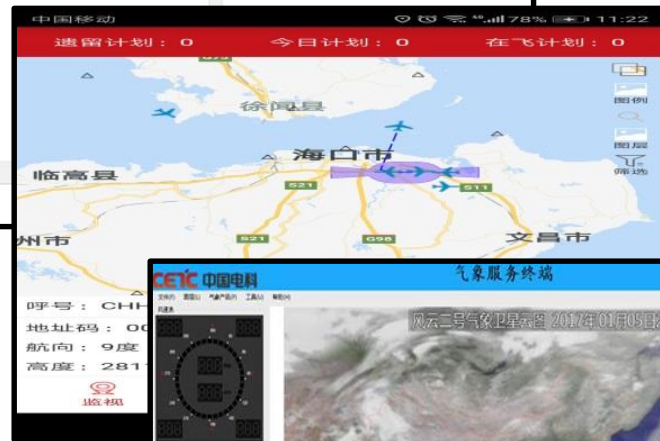 中国移动 78% 11:22
遗留计划：0 今日计划：0 在飞计划：0
G75
徐闻县
图例
海口市
图层
临高县
筛选
S21
S11
州市
S21
G98
文昌市
CETC 中国电科
气象服务终端
呼号：CHH
地址码：00
航向：9度
高度：281
监视
风云二号气象卫星云图 2017年01月05日